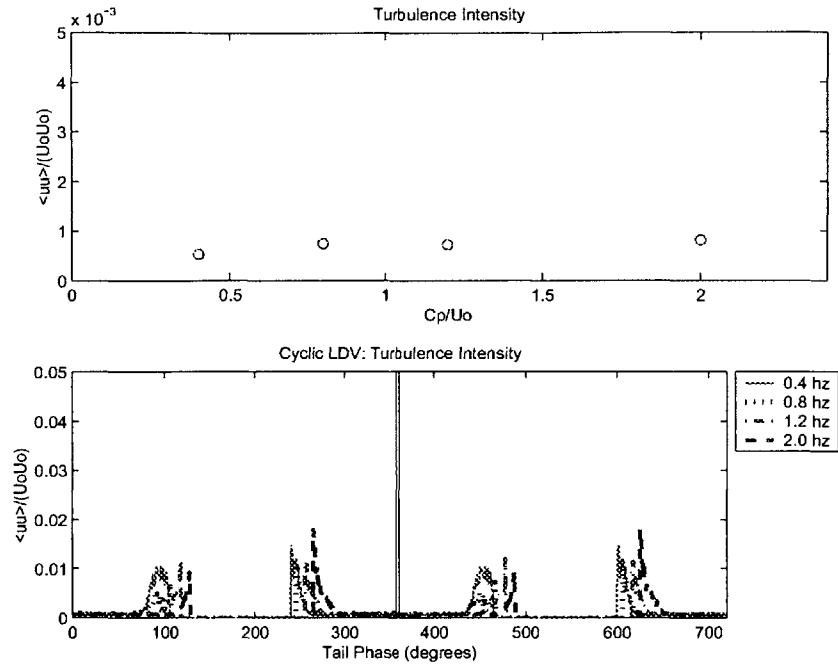 x 10^-3
Turbulence Intensity
5
4
3
2
1
0
<uu>/(UoUo)
0 0.5 1 1.5 2
Cp/Uo
Cyclic LDV: Turbulence Intensity
0.05
0.04
0.03
0.02
0.01
0
<uu>/(UoUo)
0 100 200 300 400 500 600 700
Tail Phase (degrees)
0.4 hz
0.8 hz
1.2 hz
2.0 hz